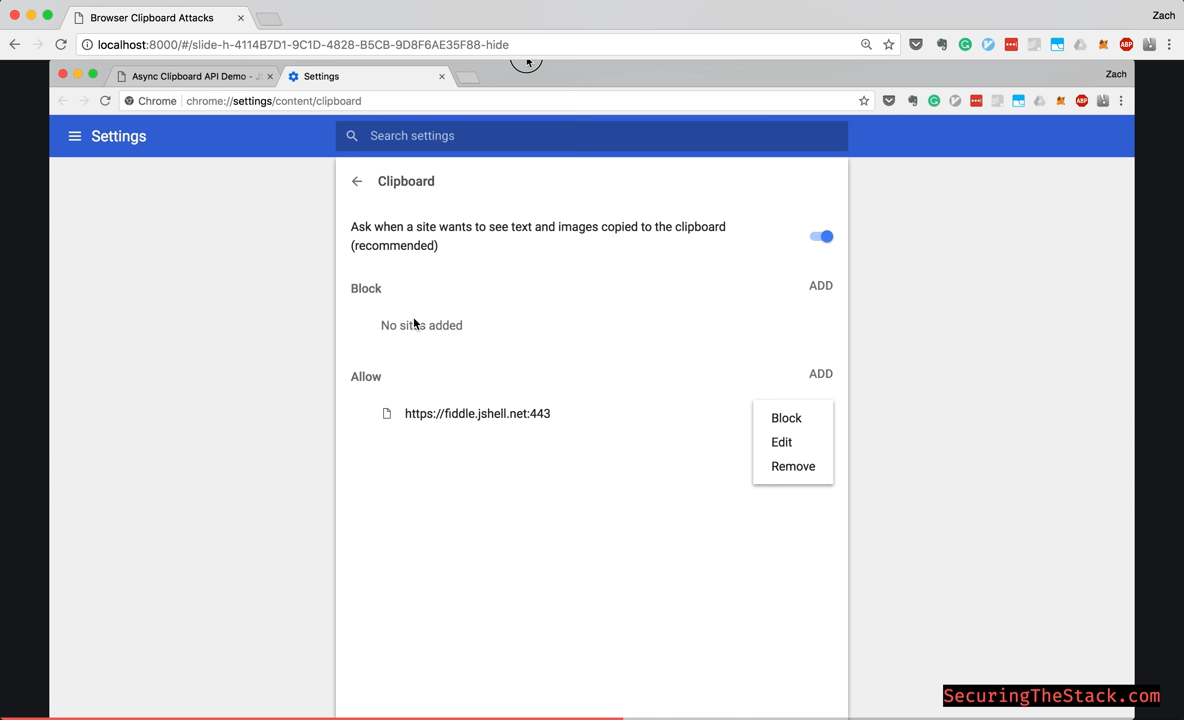 Browser Clipboard Attacks
Zach
localhost:8000/#/slide-h-4114B7D1-9C1D-4828-B5CB-9D8F6AE35F88-hide
ABP
Async Clipboard API Demo - JS
Settings
Zach
Chrome
chrome://settings/content/clipboard
ABP
Settings
Search settings
Clipboard
Ask when a site wants to see text and images copied to the clipboard
(recommended)
Block
ADD
No sites added
Allow
ADD
https://fiddle.jshell.net:443
Block
Edit
Remove
SecuringTheStack.com